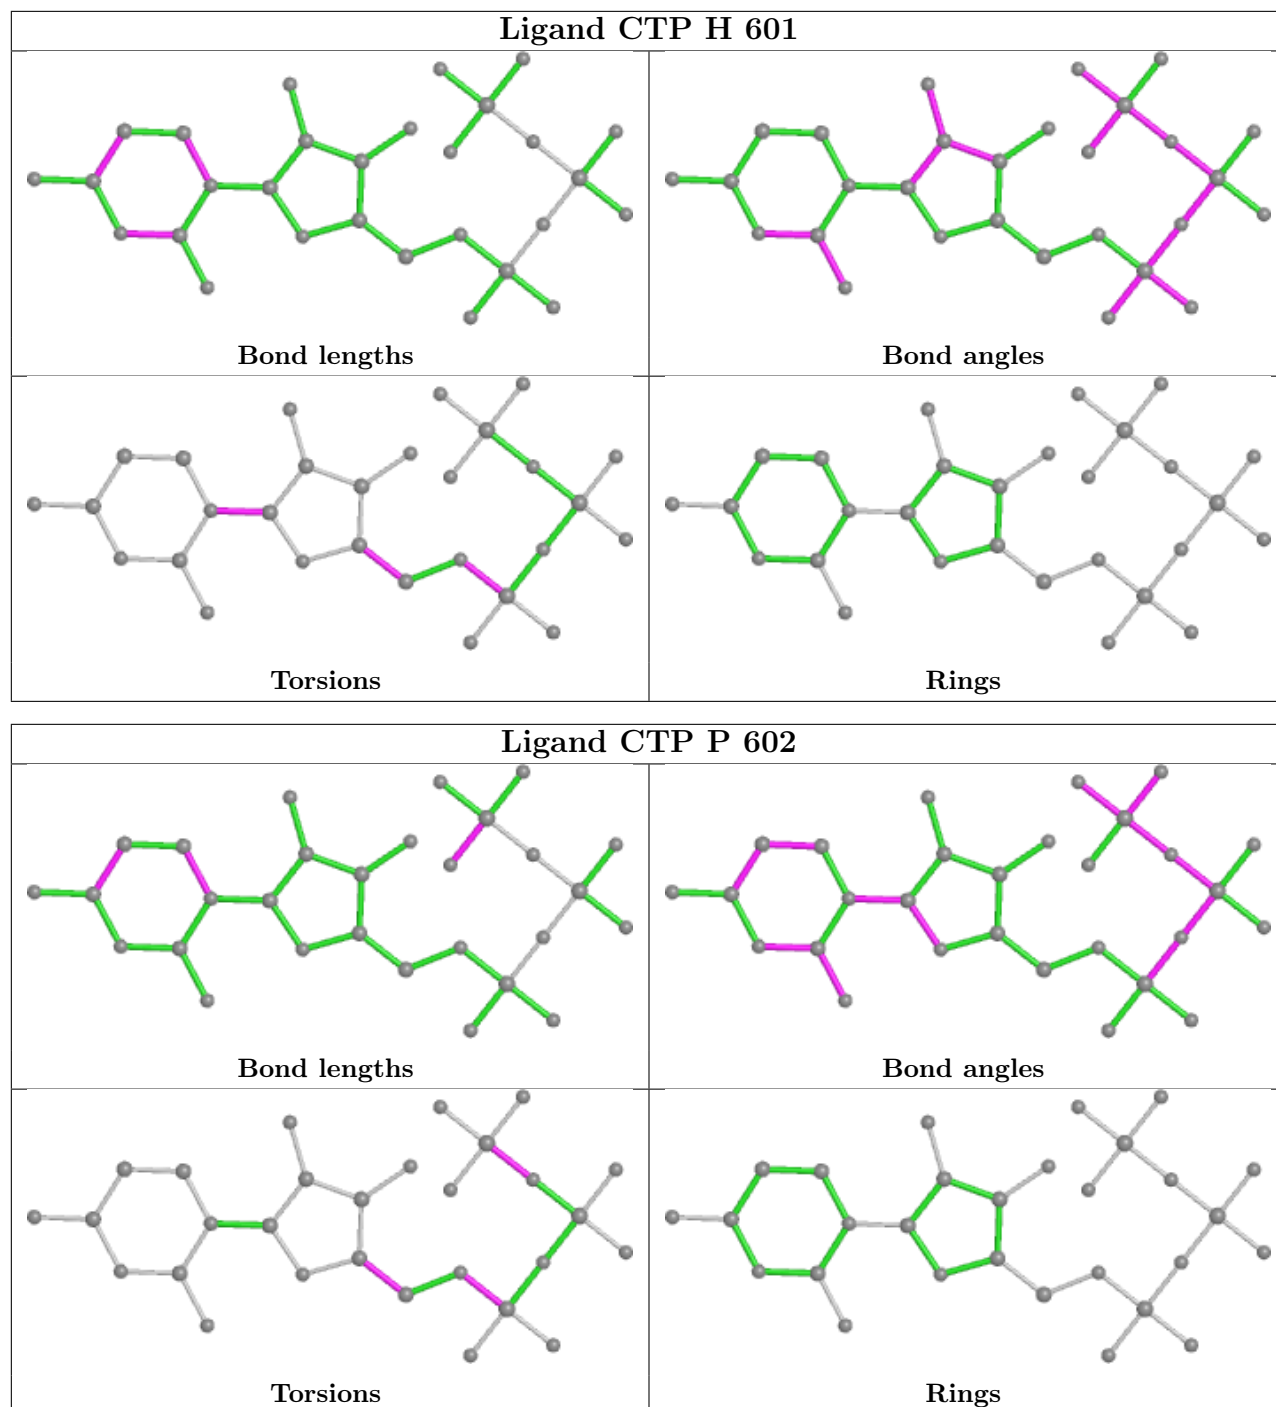 Ligand CTP H 601
Bond lengths
Bond angles
Torsions
Rings
Ligand CTP P 602
Bond lengths
Bond angles
Torsions
Rings